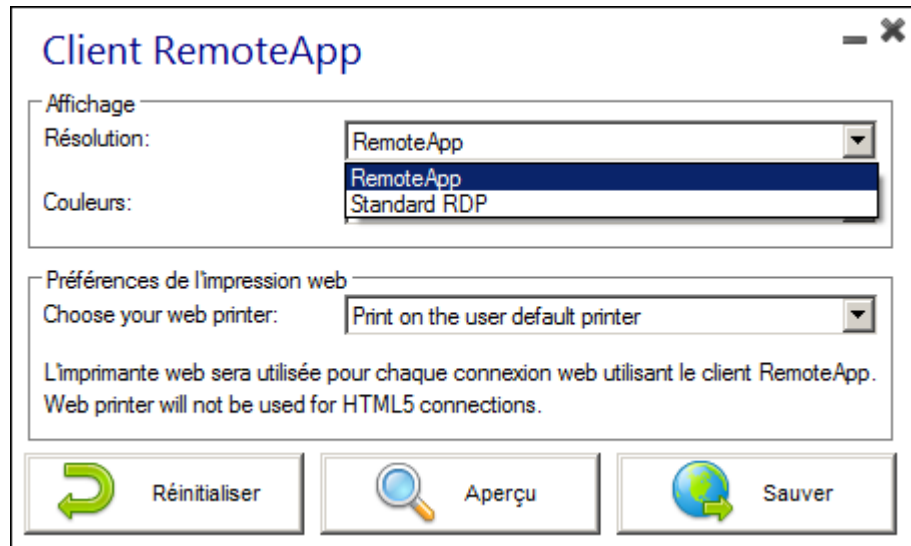 Client RemoteApp
Affichage
Résolution:
RemoteApp
RemoteApp
Standard RDP
Couleurs:
Préférences de l'impression web
Choose your web printer:
Print on the user default printer
L'imprimante web sera utilisée pour chaque connexion web utilisant le client RemoteApp.
Web printer will not be used for HTML5 connections.
Réinitialiser
Aperçu
Sauver